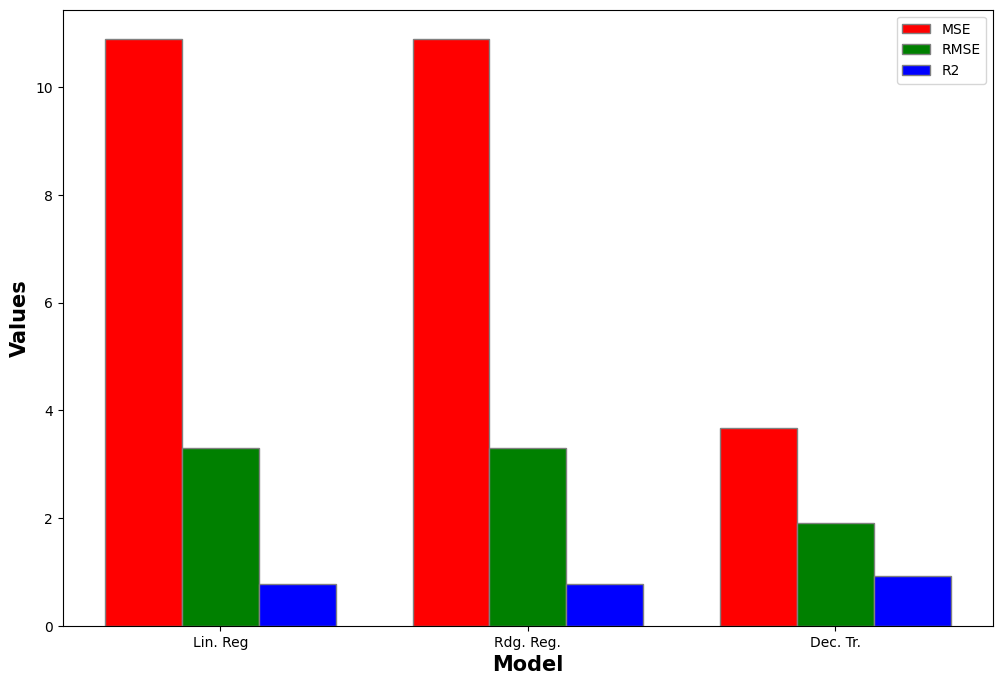 MSE
RMSE
R2
10
8
6
4
2
0
Values
Lin. Reg
Rdg. Reg.
Dec. Tr.
Model